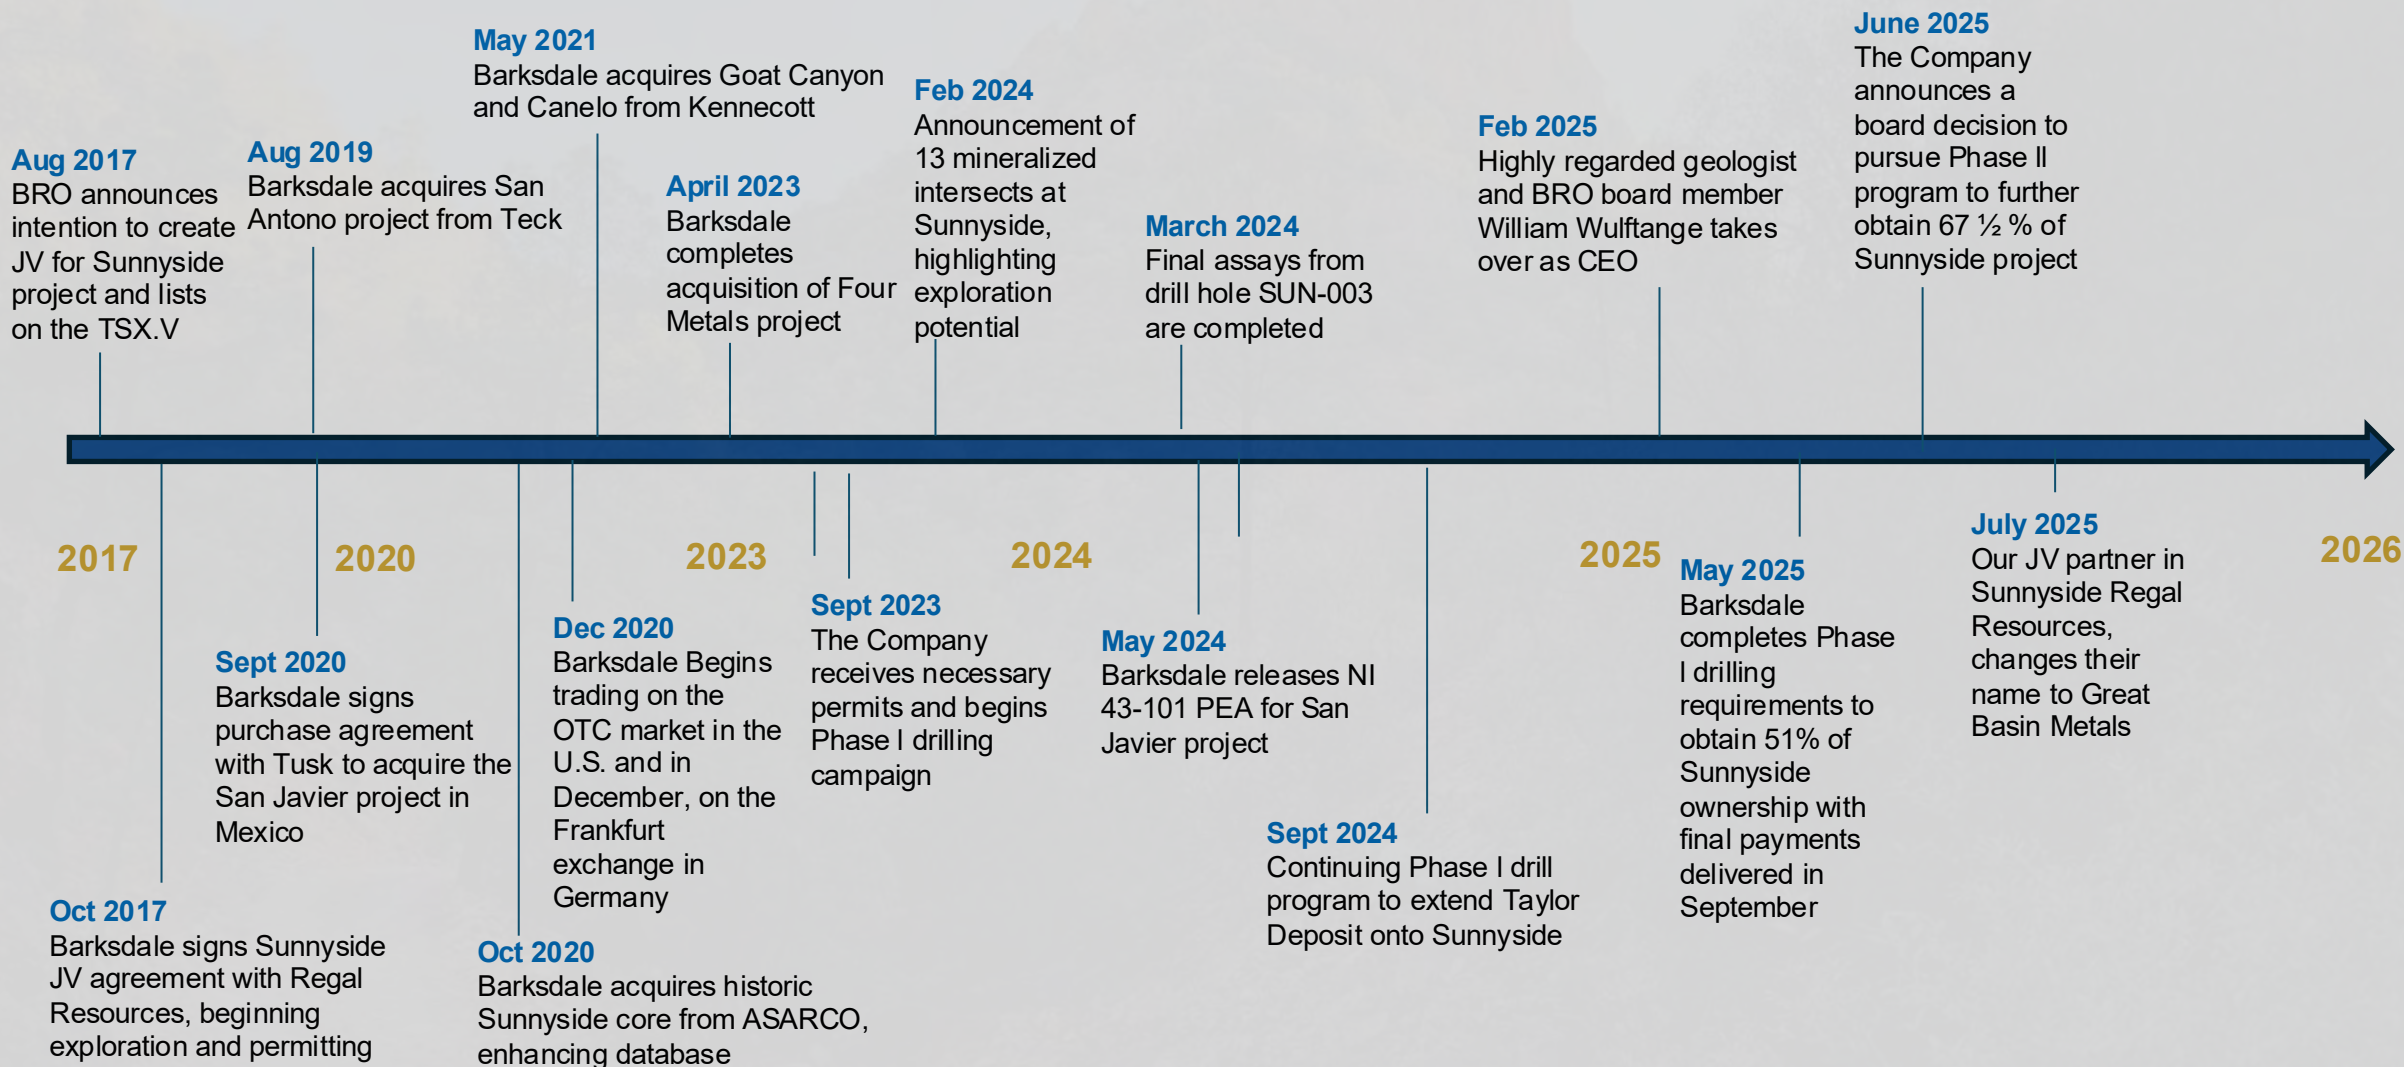 May 2021
Barksdale acquires Goat Canyon
and Canelo from Kennecott
June 2025
The Company
announces a
board decision to
pursue Phase II
program to further
obtain 67 ½ % of
Sunnyside project
Aug 2017
BRO announces
intention to create
JV for Sunnyside
project and lists
on the TSX.V
Aug 2019
Barksdale acquires San
Antono project from Teck
April 2023
Barksdale
completes
acquisition of Four
Metals project
Feb 2024
Announcement of
13 mineralized
intersects at
Sunnyside,
highlighting
exploration
potential
March 2024
Final assays from
drill hole SUN-003
are completed
Feb 2025
Highly regarded geologist
and BRO board member
William Wulftange takes
over as CEO
2017
2020
2023
2024
2025
2026
Oct 2017
Barksdale signs Sunnyside
JV agreement with Regal
Resources, beginning
exploration and permitting
Sept 2020
Barksdale signs
purchase agreement
with Tusk to acquire the
San Javier project in
Mexico
Oct 2020
Barksdale acquires historic
Sunnyside core from ASARCO,
enhancing database
Dec 2020
Barksdale Begins
trading on the
OTC market in the
U.S. and in
December, on the
Frankfurt
exchange in
Germany
Sept 2023
The Company
receives necessary
permits and begins
Phase I drilling
campaign
May 2024
Barksdale releases NI
43-101 PEA for San
Javier project
Sept 2024
Continuing Phase I drill
program to extend Taylor
Deposit onto Sunnyside
May 2025
Barksdale
completes Phase
I drilling
requirements to
obtain 51% of
Sunnyside
ownership with
final payments
delivered in
September
July 2025
Our JV partner in
Sunnyside Regal
Resources,
changes their
name to Great
Basin Metals